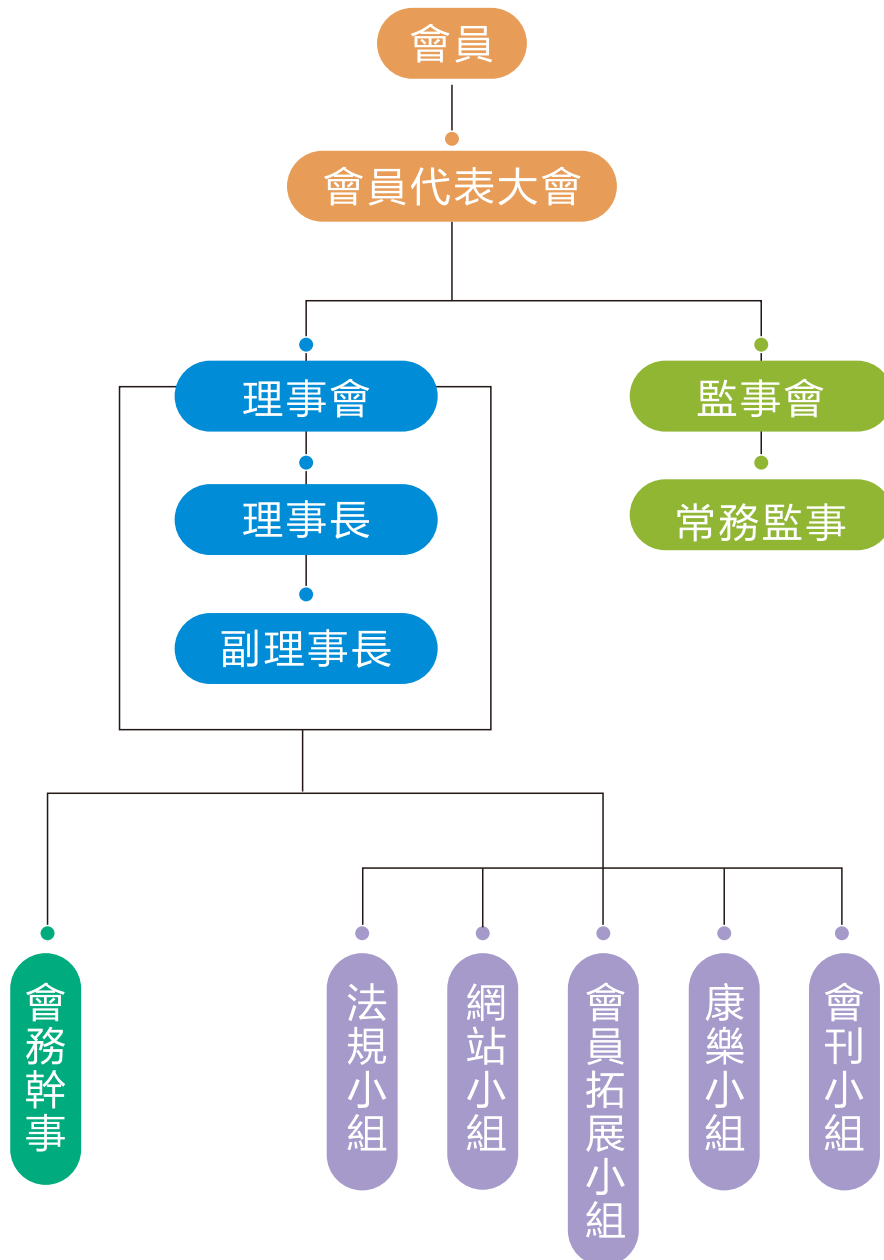 會員
會員代表大會
理事會
監事會
理事長
常務監事
副理事長
會務幹事
法規小組
網站小組
會員拓展小組
康樂小組
會刊小組